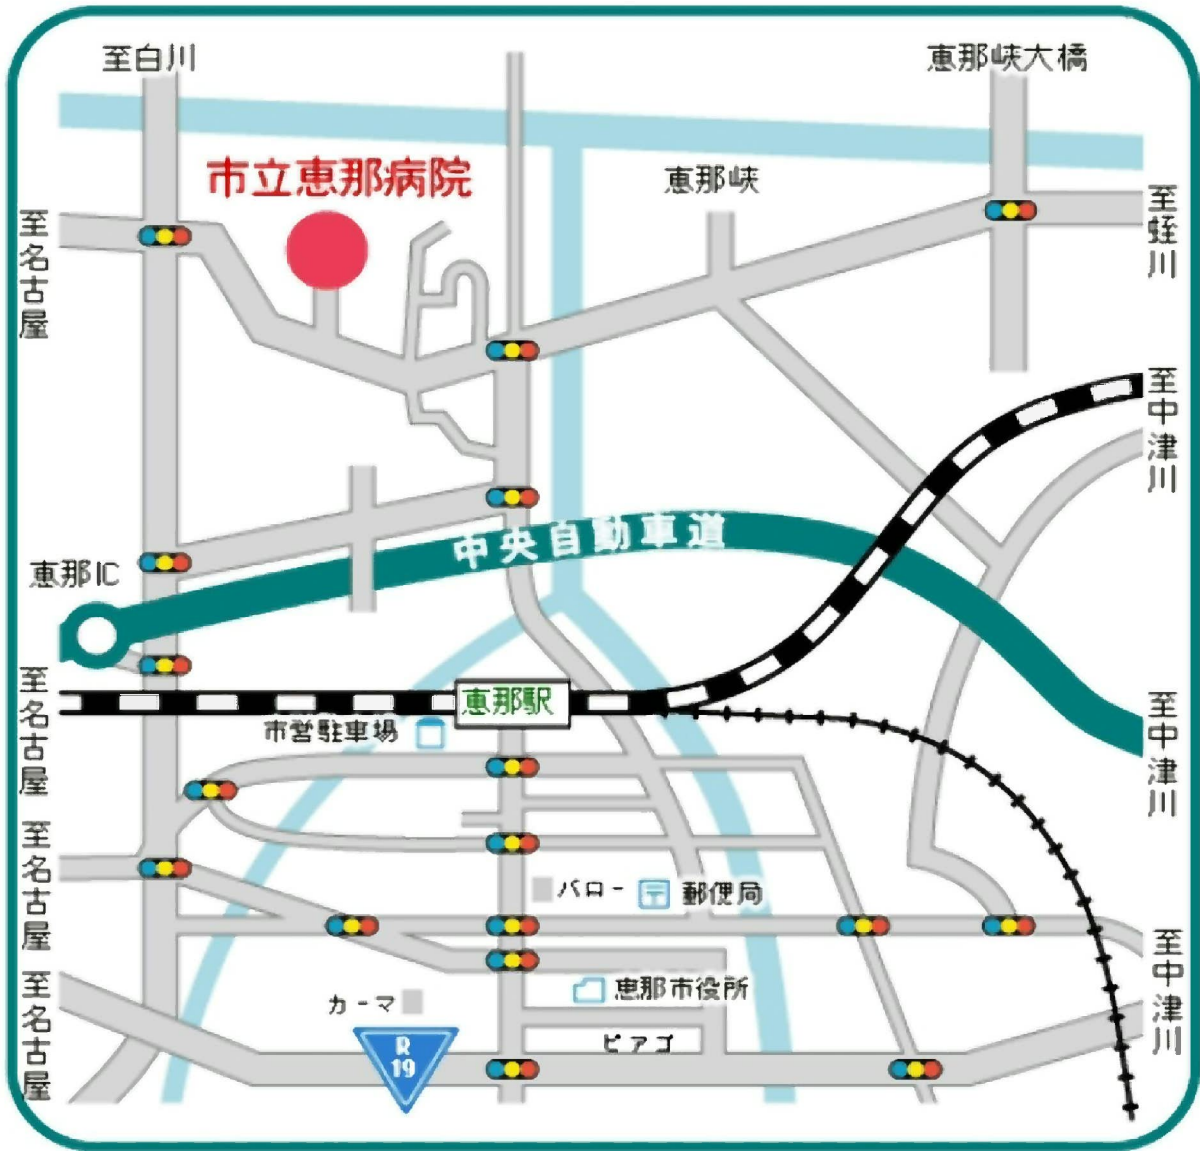 至白川
恵那峡大橋
市立恵那病院
恵那峡
至名古屋
至蛭川
至中津川
中央自動車道
恵那IC
至名古屋
恵那駅
至中津川
市営駐車場
至名古屋
バロー
郵便局
至中津川
至名古屋
恵那市役所
カーマ
ピアゴ
R
19